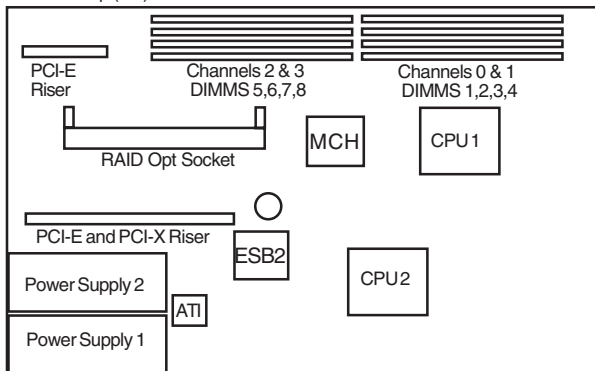 PCI-E
Riser
Channels 2 & 3
DIMMS 5,6,7,8
Channels 0 & 1
DIMMS 1,2,3,4
RAID Opt Socket
MCH
CPU1
PCI-E and PCI-X Riser
ESB2
CPU2
Power Supply 2
ATI
Power Supply 1